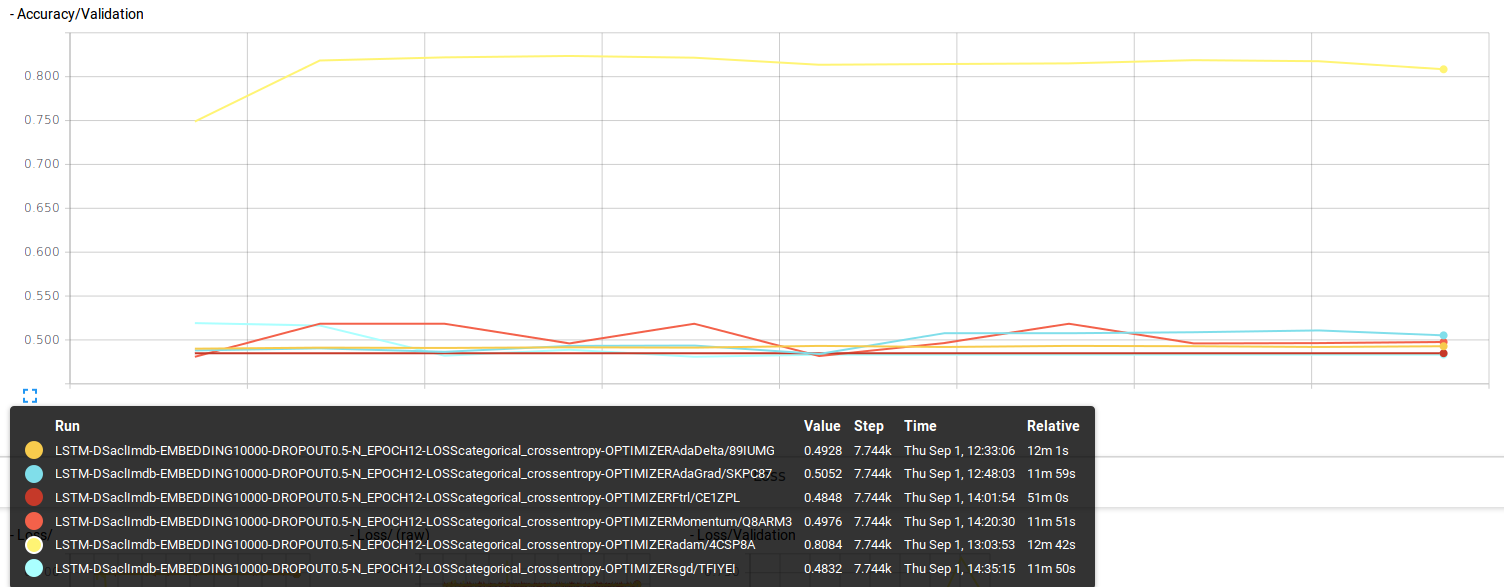 - Accuracy/Validation
0.800
0.750
0.700
0.650
0.600
0.550
0.500
Run Value Step Time Relative
LSTM-DSaclImdb-EMBEDDING10000-DROPOUT0.5-N_EPOCH12-LOSScategorical_crossentropy-OPTIMIZERAdaDelta/89IUMG 0.4928 7.744k Thu Sep 1, 12:33:06 12m 1s
LSTM-DSaclImdb-EMBEDDING10000-DROPOUT0.5-N_EPOCH12-LOSScategorical_crossentropy-OPTIMIZERAdaGrad/SKPC87 0.5052 7.744k Thu Sep 1, 12:48:03 11m 59s
Loss
LSTM-DSaclImdb-EMBEDDING10000-DROPOUT0.5-N_EPOCH12-LOSScategorical_crossentropy-OPTIMIZERFtrl/CE1ZPL 0.4848 7.744k Thu Sep 1, 14:01:54 51m 0s
LSTM-DSaclImdb-EMBEDDING10000-DROPOUT0.5-N_EPOCH12-LOSScategorical_crossentropy-OPTIMIZERMomentum/Q8ARM3 0.4976 7.744k Thu Sep 1, 14:20:30 11m 51s
- Loss/ - Loss/ (raw) - Loss/Validation
LSTM-DSaclImdb-EMBEDDING10000-DROPOUT0.5-N_EPOCH12-LOSScategorical_crossentropy-OPTIMIZERadam/4CSP8A 0.8084 7.744k Thu Sep 1, 13:03:53 12m 42s
LSTM-DSaclImdb-EMBEDDING10000-DROPOUT0.5-N_EPOCH12-LOSScategorical_crossentropy-OPTIMIZERsgd/TFIYEI 0.4832 7.744k Thu Sep 1, 14:35:15 11m 50s